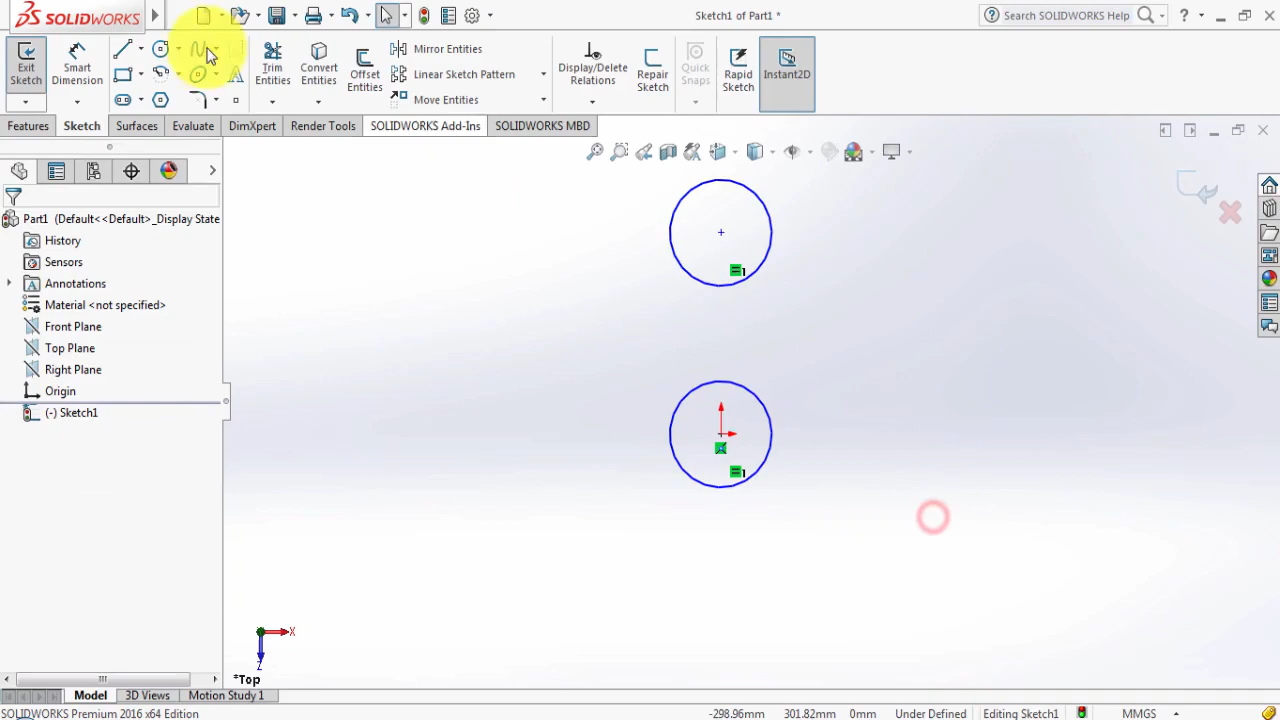 SOLIDWORKS
Sketch1 of Part1 *
Search SOLIDWORKS Help
Exit Sketch
Smart Dimension
Trim Entities
Convert Entities
Offset Entities
Mirror Entities
Linear Sketch Pattern
Move Entities
Display/Delete Relations
Repair Sketch
Quick Snaps
Rapid Sketch
Instant2D
Features
Sketch
Surfaces
Evaluate
DimXpert
Render Tools
SOLIDWORKS Add-Ins
SOLIDWORKS MBD
Part1 (Default<<Default>_Display State
History
Sensors
Annotations
Material <not specified>
Front Plane
Top Plane
Right Plane
Origin
(-) Sketch1
1
1
X
Z
*Top
Model
3D Views
Motion Study 1
SOLIDWORKS Premium 2016 x64 Edition
-298.96mm
301.82mm
0mm
Under Defined
Editing Sketch1
MMGS